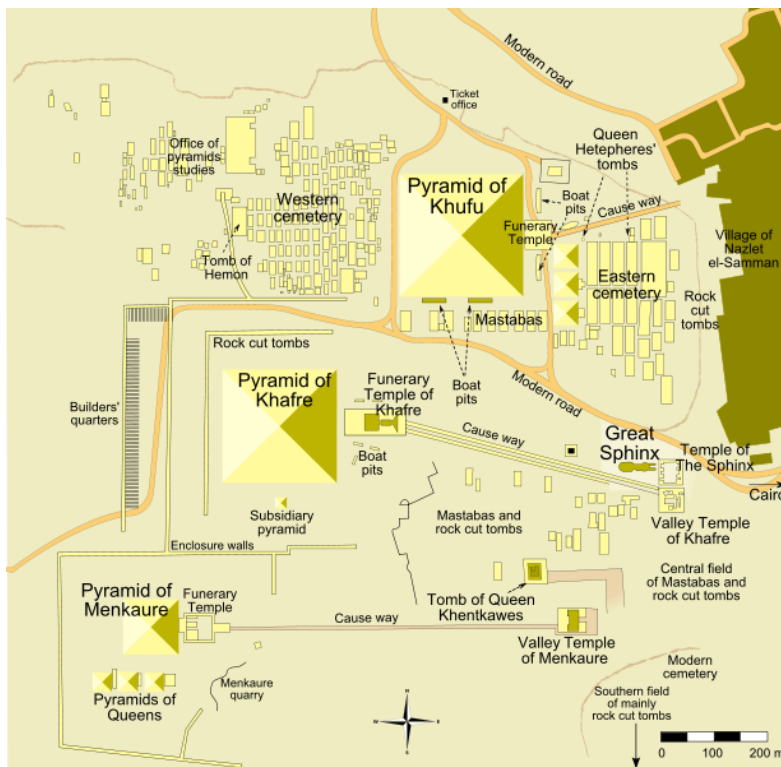 Modern road
Ticket
office
Queen
Hetepheres'
tombs
Office of
pyramids
studies
Western
cemetery
Tomb of
Hemon
Pyramid of
Khufu
Boat
pits
Cause way
Funerary
Temple
Village of
Nazlet
el-Samman
Eastern
cemetery
Rock
cut
tombs
Mastabas
Rock cut tombs
Boat
pits
Modern road
Pyramid of
Khafre
Funerary
Temple of
Khafre
Builders'
quarters
Boat
pits
Cause way
Great
Sphinx
Temple of
The Sphinx
Cairo
Subsidiary
pyramid
Mastabas and
rock cut tombs
Valley Temple
of Khafre
Enclosure walls
Central field
of Mastabas and
rock cut tombs
Pyramid of
Menkaure
Funerary
Temple
Tomb of Queen
Khentkawes
Cause way
Valley Temple
of Menkaure
Modern
cemetery
Menkaure
quarry
Pyramids of
Queens
Southern field
of mainly
rock cut tombs
N
W
E
S
0 100 200 m